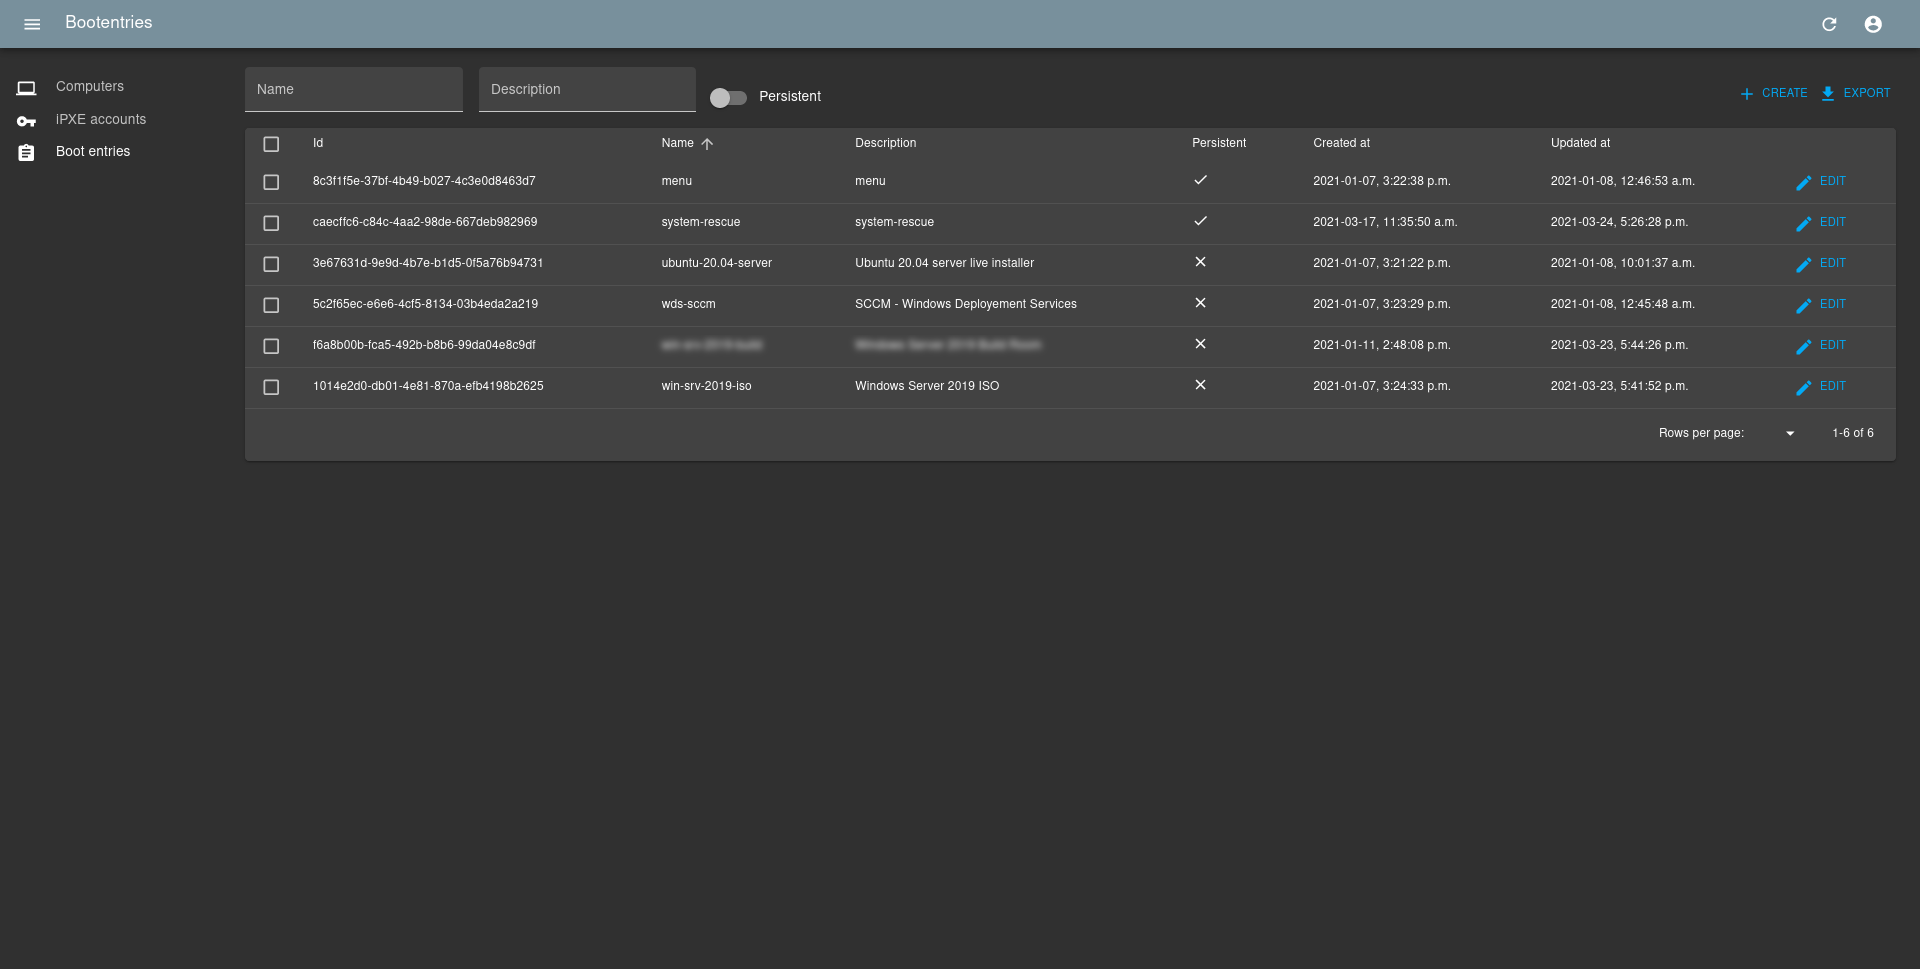 Bootentries
Computers
iPXE accounts
Boot entries
Name Description Persistent CREATE EXPORT
Id Name Description Persistent Created at Updated at
8c3f1f5e-37bf-4b49-b027-4c3e0d8463d7 menu menu 2021-01-07, 3:22:38 p.m. 2021-01-08, 12:46:53 a.m. EDIT
caecffc6-c84c-4aa2-98de-667deb982969 system-rescue system-rescue 2021-03-17, 11:35:50 a.m. 2021-03-24, 5:26:28 p.m. EDIT
3e67631d-9e9d-4b7e-b1d5-0f5a76b94731 ubuntu-20.04-server Ubuntu 20.04 server live installer 2021-01-07, 3:21:22 p.m. 2021-01-08, 10:01:37 a.m. EDIT
5c2f65ec-e6e6-4cf5-8134-03b4eda2a219 wds-sccm SCCM - Windows Deployement Services 2021-01-07, 3:23:29 p.m. 2021-01-08, 12:45:48 a.m. EDIT
f6a8b00b-fca5-492b-b8b6-99da04e8c9df 2021-01-11, 2:48:08 p.m. 2021-03-23, 5:44:26 p.m. EDIT
1014e2d0-db01-4e81-870a-efb4198b2625 win-srv-2019-iso Windows Server 2019 ISO 2021-01-07, 3:24:33 p.m. 2021-03-23, 5:41:52 p.m. EDIT
Rows per page: 1-6 of 6